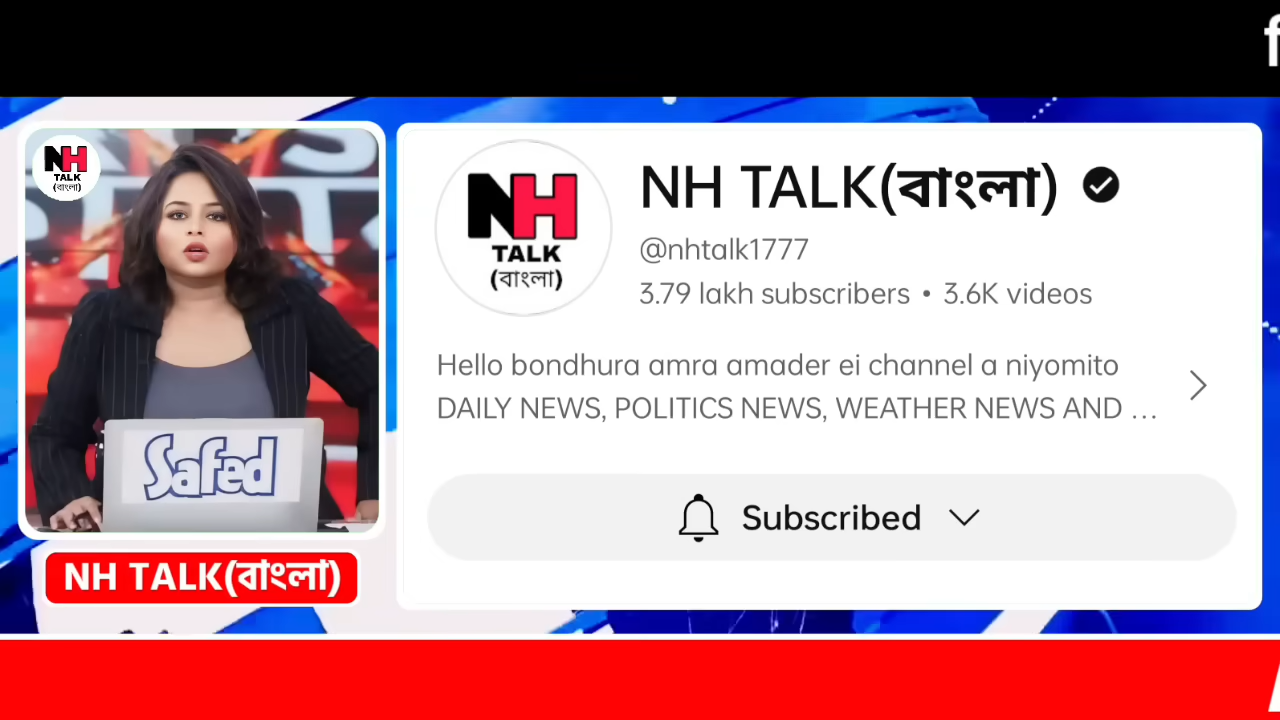 f
NH
TALK
(বাংলা)
Safed
NH TALK(বাংলা)
NH
TALK
(বাংলা)
NH TALK(বাংলা)
@nhtalk1777
3.79 lakh subscribers • 3.6K videos
Hello bondhura amra amader ei channel a niyomito
DAILY NEWS, POLITICS NEWS, WEATHER NEWS AND ...
Subscribed